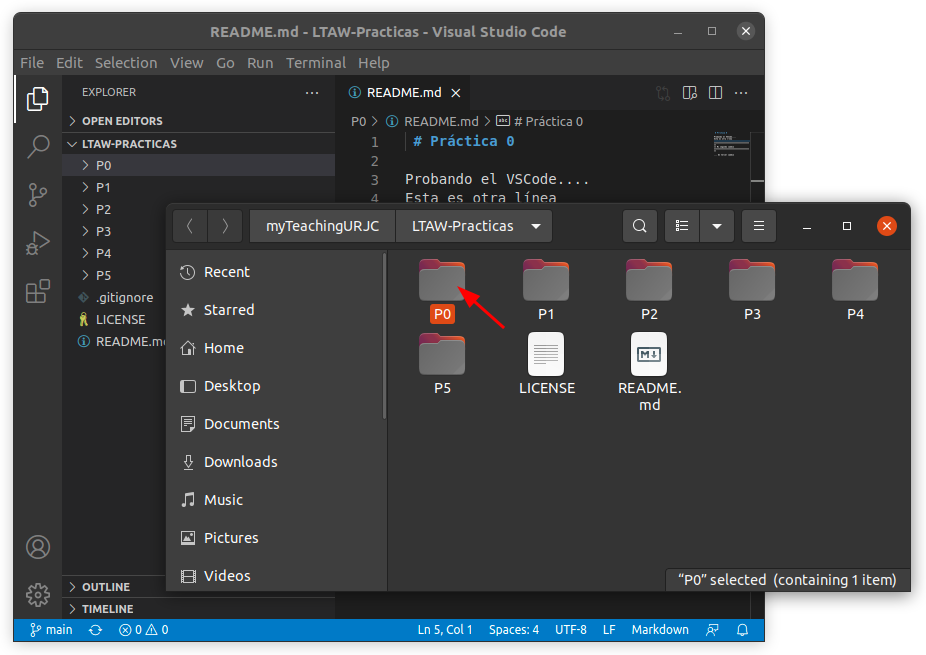 README.md - LTAW-Practicas - Visual Studio Code
File Edit Selection View Go Run Terminal Help
EXPLORER
OPEN EDITORS
LTAW-PRACTICAS
P0
P1
P2
P3
P4
P5
.gitignore
LICENSE
README.m
OUTLINE
TIMELINE
README.md
P0 > README.md > # Práctica 0
1 # Práctica 0
2
3 Probando el VSCode....
4 Esta es otra línea
myTeachingURJC LTAW-Practicas
Recent
Starred
Home
Desktop
Documents
Downloads
Music
Pictures
Videos
P0 P1 P2 P3 P4
P5 LICENSE README.
md
“P0” selected (containing 1 item)
main 0 0 Ln 5, Col 1 Spaces: 4 UTF-8 LF Markdown